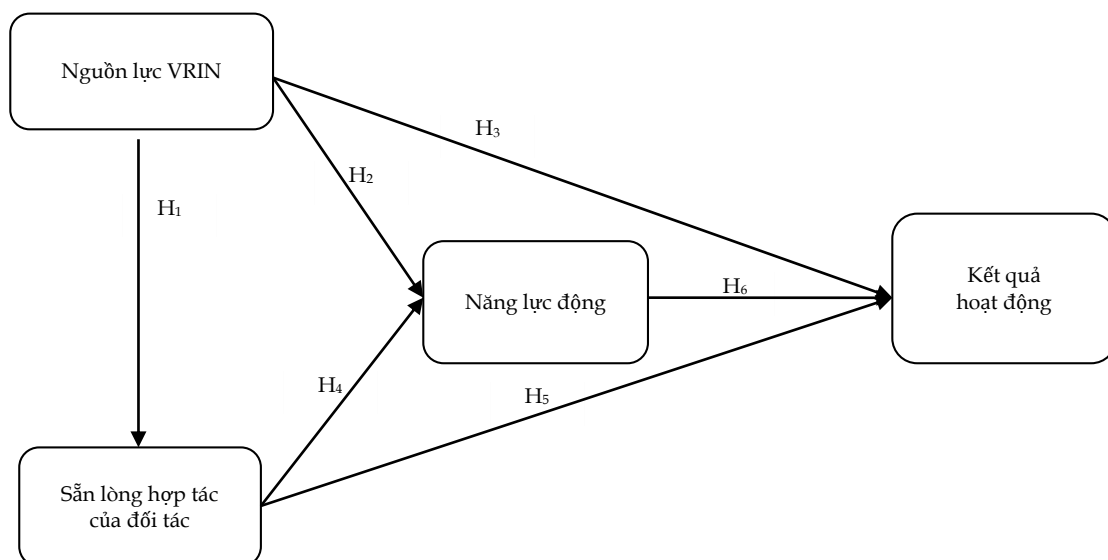 Nguồn lực VRIN
H₃
H₂
H₁
Kết quả
hoạt động
Năng lực động
H₆
H₄
H₅
Sẵn lòng hợp tác
của đối tác